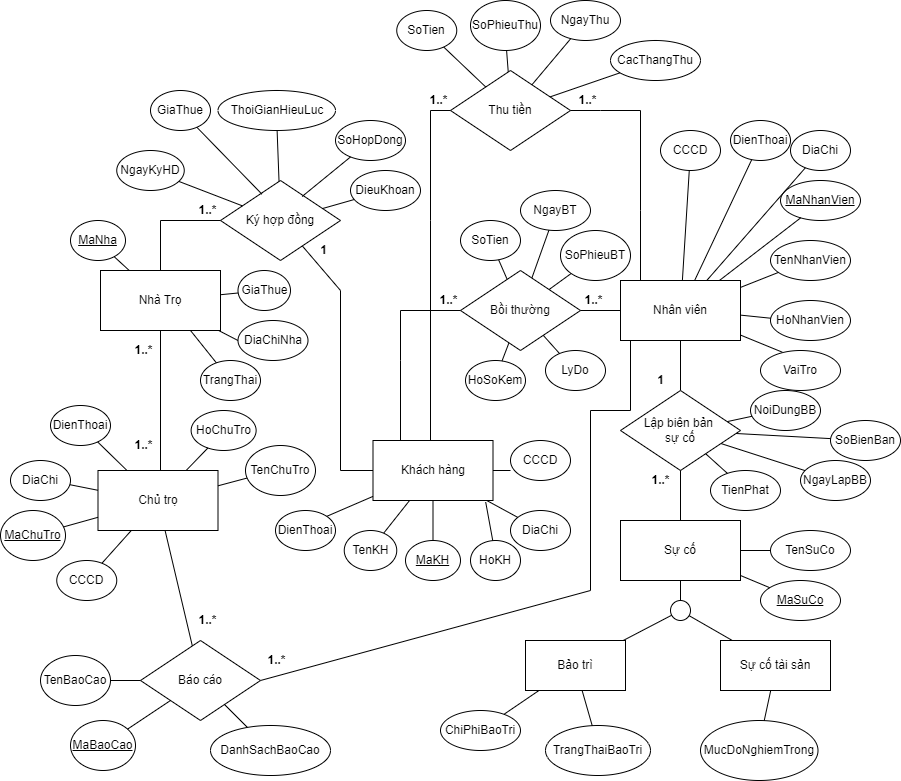 SoTien
SoPhieuThu
NgayThu
CacThangThu
Thu tiền
1..*
1..*
GiaThue
ThoiGianHieuLuc
SoHopDong
NgayKyHD
DieuKhoan
Ký hợp đồng
1..*
1
CCCD
DienThoai
DiaChi
MaNhanVien
TenNhanVien
HoNhanVien
VaiTro
Nhân viên
MaNha
Nhà Trọ
GiaThue
DiaChiNha
TrangThai
1..*
1..*
SoTien
NgayBT
SoPhieuBT
Bồi thường
1..*
1..*
HoSoKem
LyDo
1
Lập biên bản
sự cố
NoiDungBB
SoBienBan
NgayLapBB
TienPhat
1..*
DienThoai
HoChuTro
TenChuTro
DiaChi
Chủ trọ
MaChuTro
CCCD
Khách hàng
CCCD
DienThoai
TenKH
MaKH
HoKH
DiaChi
Sự cố
TenSuCo
MaSuCo
1..*
1..*
Báo cáo
TenBaoCao
MaBaoCao
DanhSachBaoCao
Bảo trì
Sự cố tài sản
ChiPhiBaoTri
TrangThaiBaoTri
MucDoNghiemTrong